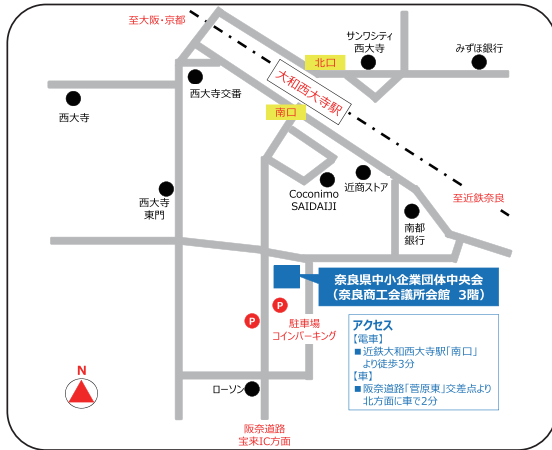 至大阪・京都
サンワシティ
西大寺
みずほ銀行
北口
大和西大寺駅
西大寺交番
西大寺
南口
近商ストア
Coconimo
SAIDAIJI
西大寺
東門
至近鉄奈良
南都
銀行
奈良県中小企業団体中央会
（奈良商工会議所会館 3階）
P
P
駐車場
コインパーキング
アクセス
【電車】
■近鉄大和西大寺駅「南口」
より徒歩3分
【車】
■阪奈道路「菅原東」交差点より
北方面に車で2分
N
ローソン
阪奈道路
宝来IC方面